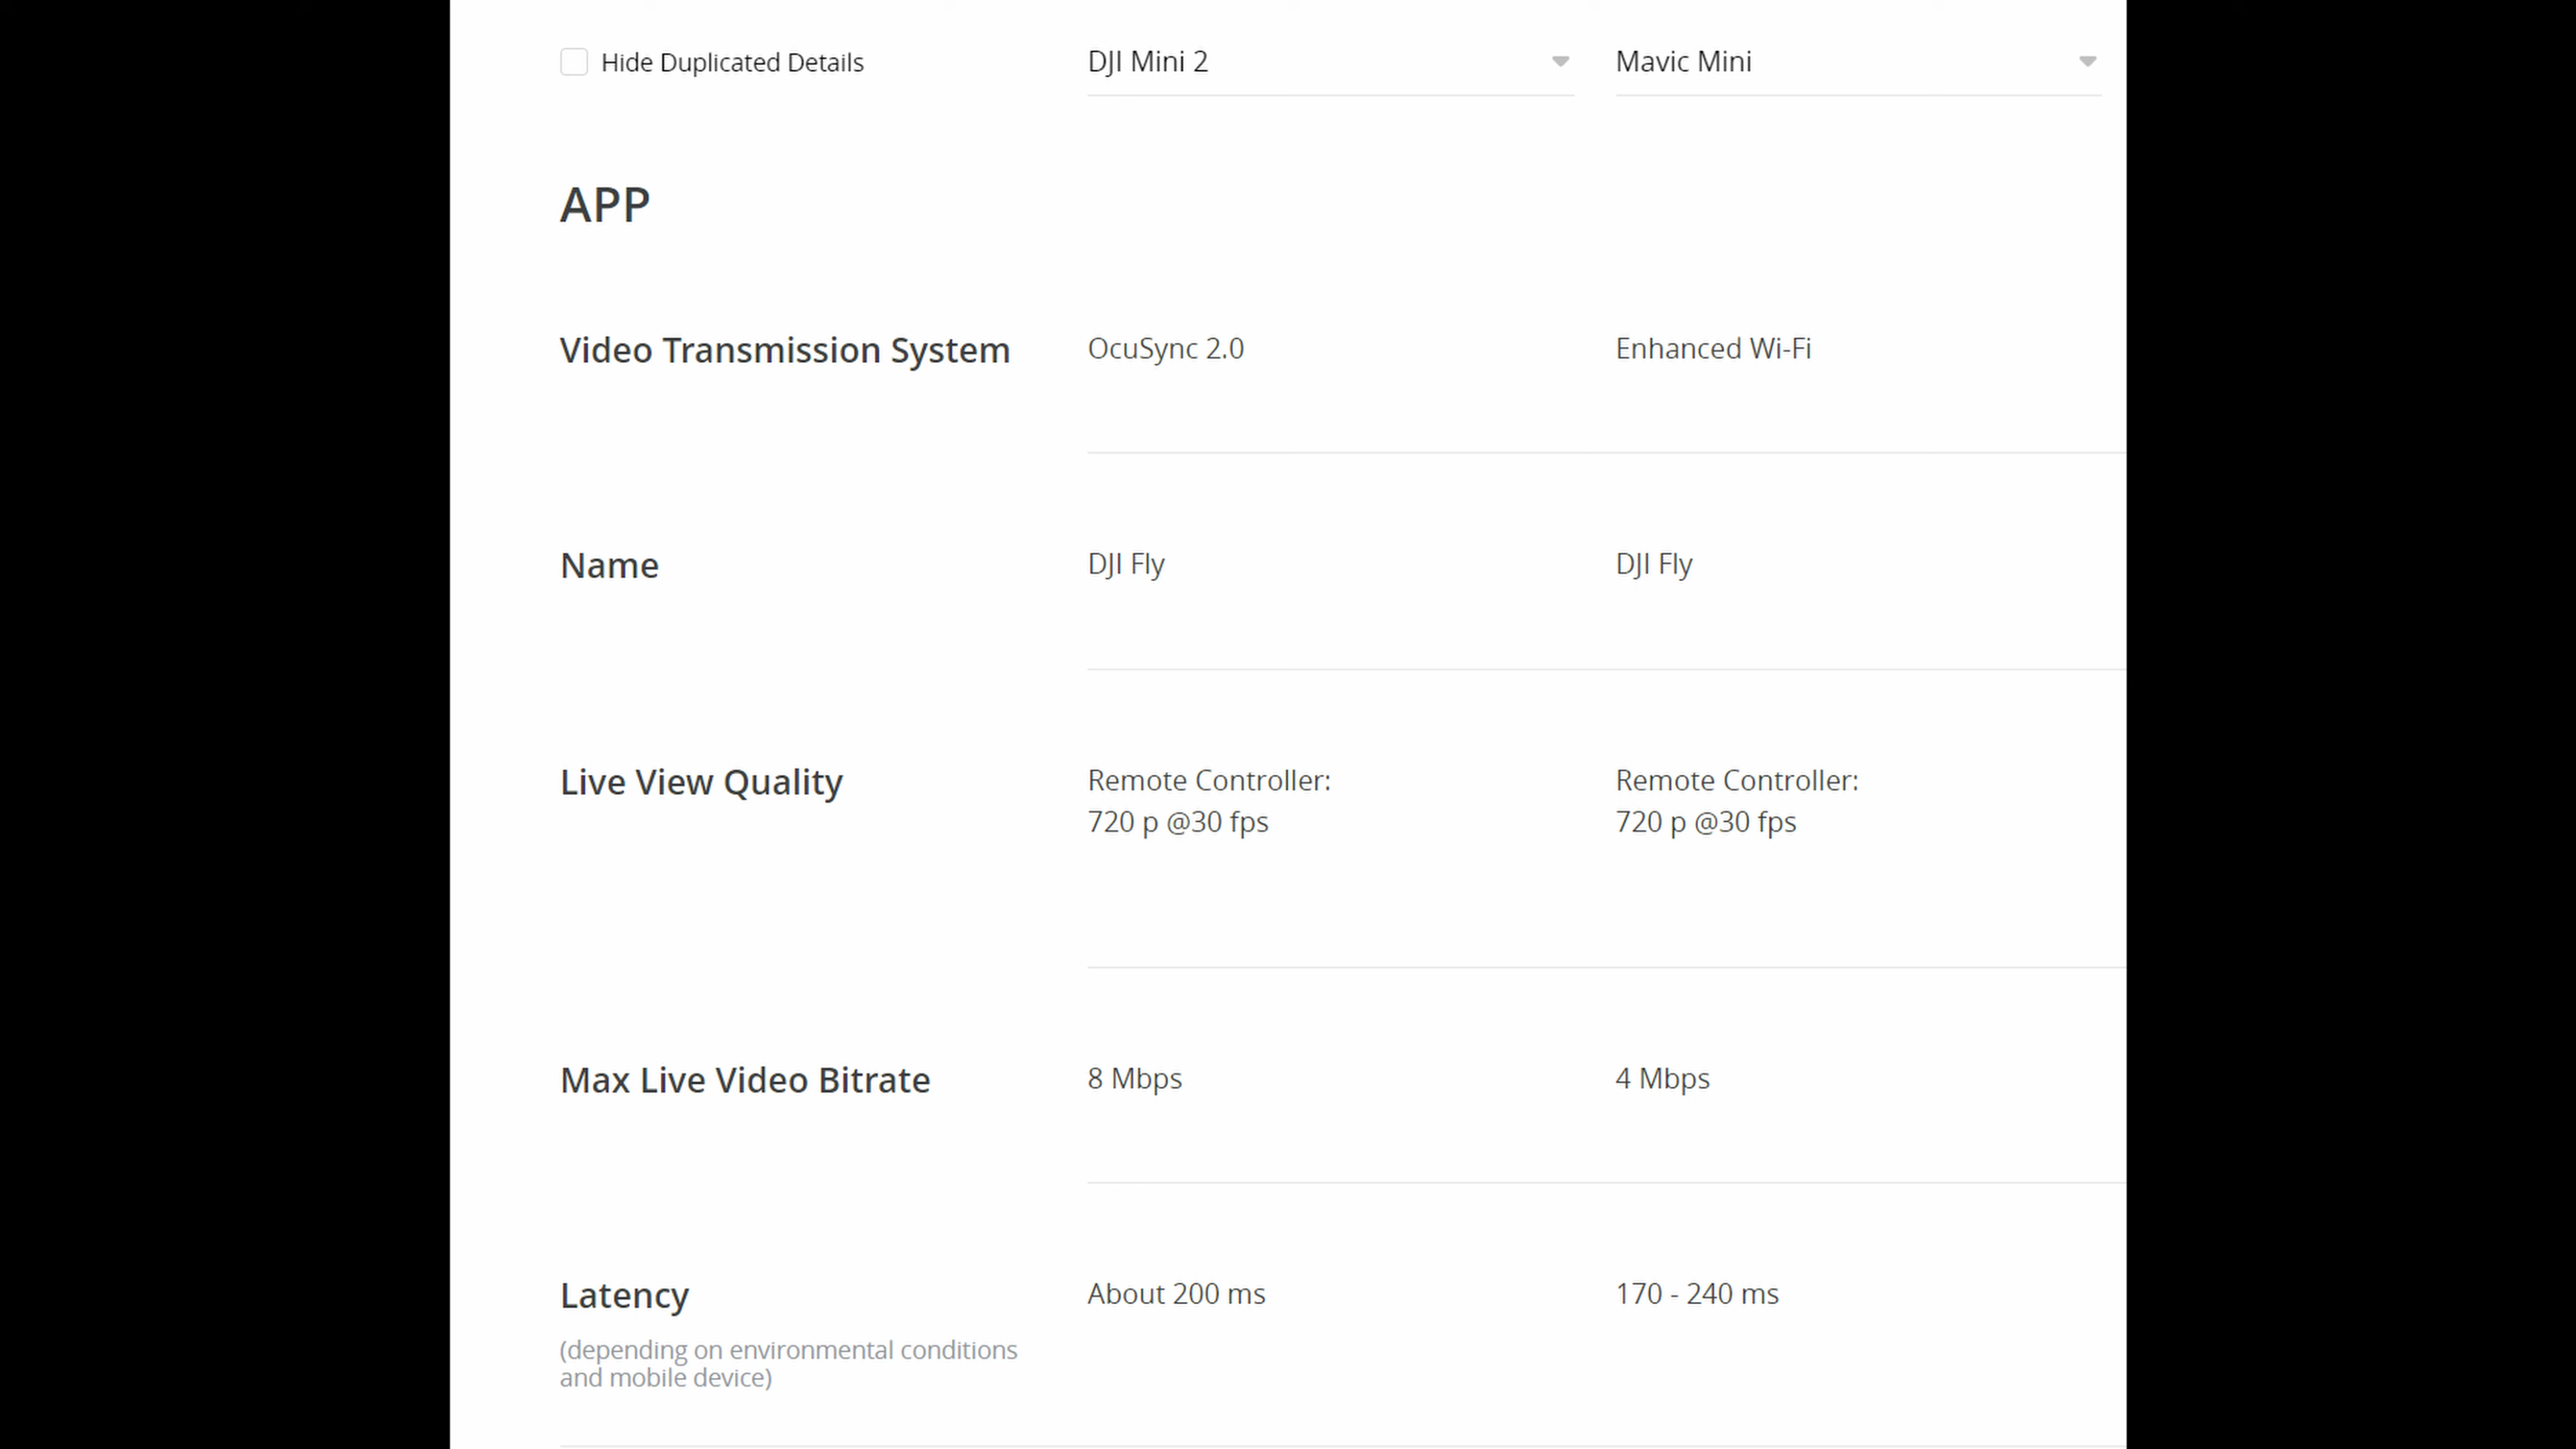 Hide Duplicated Details
DJI Mini 2
Mavic Mini
APP
Video Transmission System
OcuSync 2.0
Enhanced Wi-Fi
Name
DJI Fly
DJI Fly
Live View Quality
Remote Controller:
720 p @30 fps
Remote Controller:
720 p @30 fps
Max Live Video Bitrate
8 Mbps
4 Mbps
Latency
About 200 ms
170 - 240 ms
(depending on environmental conditions
and mobile device)